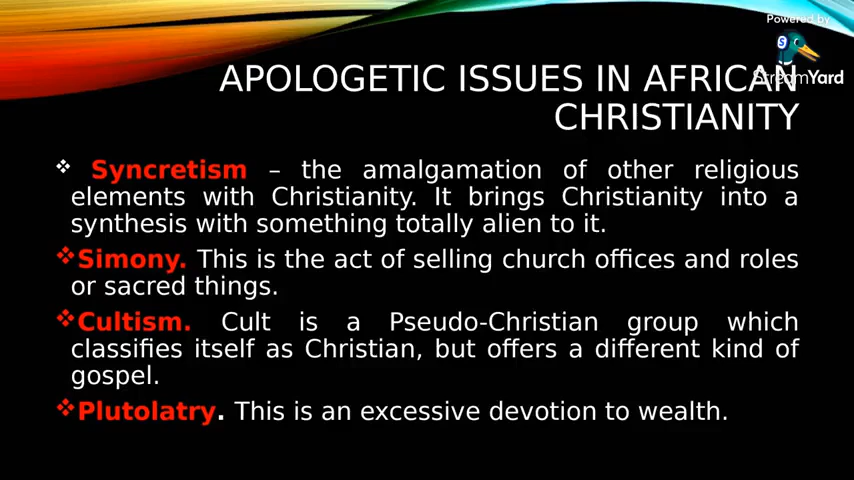 Powered by
StreamYard
APOLOGETIC ISSUES IN AFRICAN
CHRISTIANITY
❖ Syncretism – the amalgamation of other religious
elements with Christianity. It brings Christianity into a
synthesis with something totally alien to it.
❖Simony. This is the act of selling church offices and roles
or sacred things.
❖Cultism. Cult is a Pseudo-Christian group which
classifies itself as Christian, but offers a different kind of
gospel.
❖Plutolatry. This is an excessive devotion to wealth.